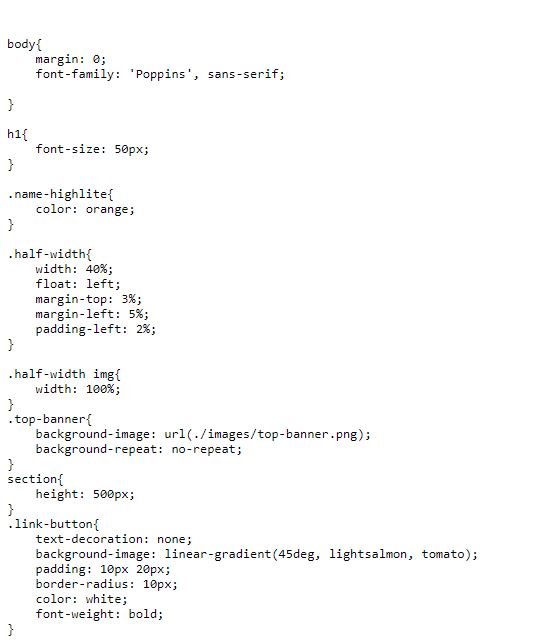 body{
    margin: 0;
    font-family: 'Poppins', sans-serif;
}
h1{
    font-size: 50px;
}
.name-highlite{
    color: orange;
}
.half-width{
    width: 40%;
    float: left;
    margin-top: 3%;
    margin-left: 5%;
    padding-left: 2%;
}
.half-width img{
    width: 100%;
}
.top-banner{
    background-image: url(./images/top-banner.png);
    background-repeat: no-repeat;
}
section{
    height: 500px;
}
.link-button{
    text-decoration: none;
    background-image: linear-gradient(45deg, lightsalmon, tomato);
    padding: 10px 20px;
    border-radius: 10px;
    color: white;
    font-weight: bold;
}